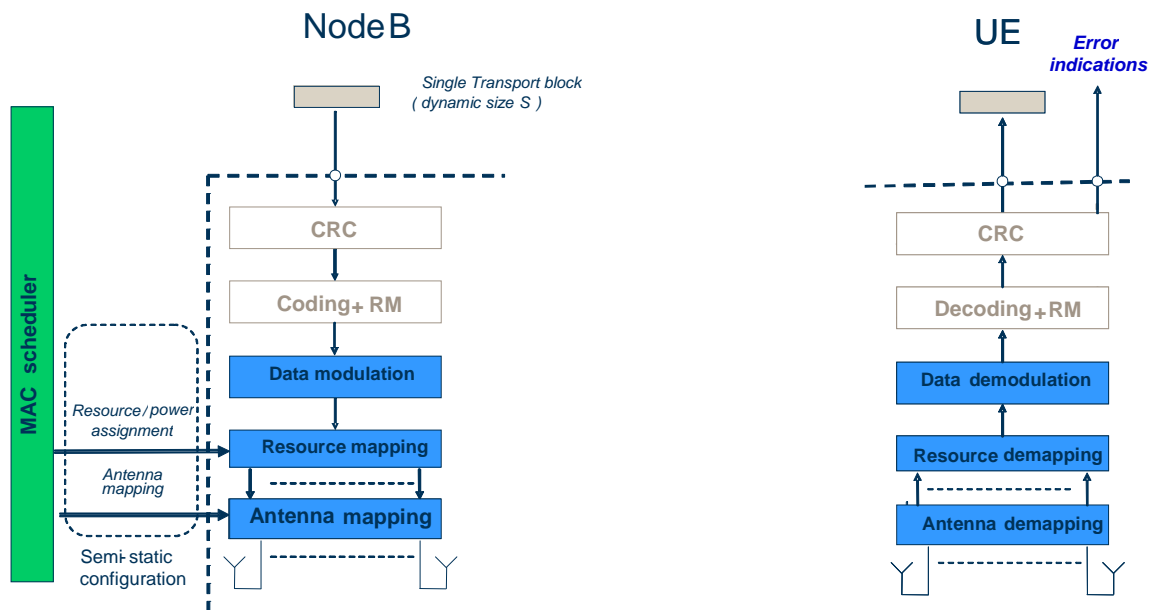 Node B
UE
Error
indications
Single Transport block
( dynamic size S )
MAC scheduler
CRC
Coding+ RM
Data modulation
Resource/power
assignment
Resource mapping
Antenna
mapping
Antenna mapping
Semi-static
configuration
CRC
Decoding+RM
Data demodulation
Resource demapping
Antenna demapping